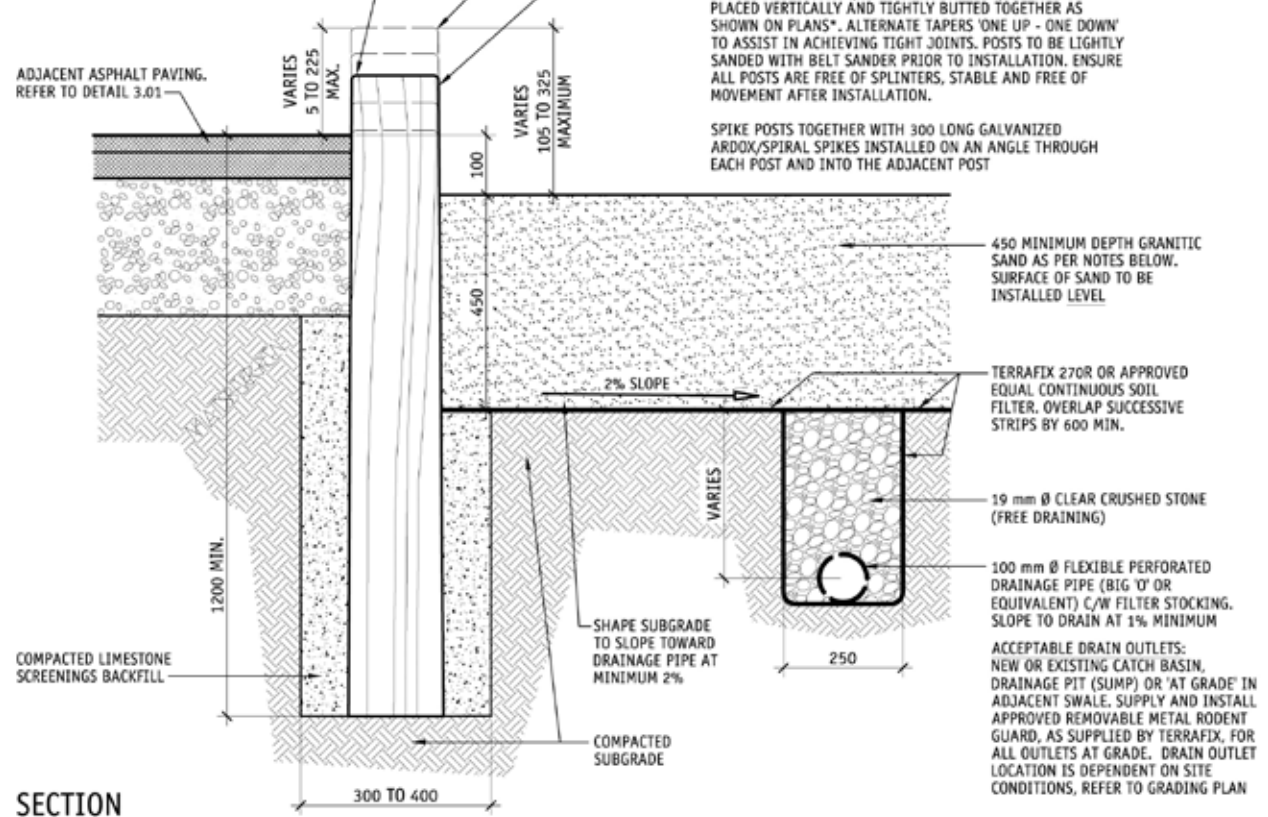 PLACED VERTICALLY AND TIGHTLY BUTTED TOGETHER AS
SHOWN ON PLANS*. ALTERNATE TAPERS 'ONE UP - ONE DOWN'
TO ASSIST IN ACHIEVING TIGHT JOINTS. POSTS TO BE LIGHTLY
SANDED WITH BELT SANDER PRIOR TO INSTALLATION. ENSURE
ALL POSTS ARE FREE OF SPLINTERS, STABLE AND FREE OF
MOVEMENT AFTER INSTALLATION.
SPIKE POSTS TOGETHER WITH 300 LONG GALVANIZED
ARDOX/SPIRAL SPIKES INSTALLED ON AN ANGLE THROUGH
EACH POST AND INTO THE ADJACENT POST
ADJACENT ASPHALT PAVING.
REFER TO DETAIL 3.01
VARIES
5 TO 225
MAX.
VARIES
105 TO 325
MAXIMUM
100
450
450 MINIMUM DEPTH GRANITIC
SAND AS PER NOTES BELOW.
SURFACE OF SAND TO BE
INSTALLED LEVEL
2% SLOPE
TERRAFIX 270R OR APPROVED
EQUAL CONTINUOUS SOIL
FILTER. OVERLAP SUCCESSIVE
STRIPS BY 600 MIN.
VARIES
19 mm Ø CLEAR CRUSHED STONE
(FREE DRAINING)
1200 MIN.
100 mm Ø FLEXIBLE PERFORATED
DRAINAGE PIPE (BIG 'O' OR
EQUIVALENT) C/W FILTER STOCKING.
SLOPE TO DRAIN AT 1% MINIMUM
SHAPE SUBGRADE
TO SLOPE TOWARD
DRAINAGE PIPE AT
MINIMUM 2%
250
COMPACTED LIMESTONE
SCREENINGS BACKFILL
ACCEPTABLE DRAIN OUTLETS:
NEW OR EXISTING CATCH BASIN,
DRAINAGE PIT (SUMP) OR 'AT GRADE' IN
ADJACENT SWALE. SUPPLY AND INSTALL
APPROVED REMOVABLE METAL RODENT
GUARD, AS SUPPLIED BY TERRAFIX, FOR
ALL OUTLETS AT GRADE. DRAIN OUTLET
LOCATION IS DEPENDENT ON SITE
CONDITIONS, REFER TO GRADING PLAN
COMPACTED
SUBGRADE
300 TO 400
SECTION